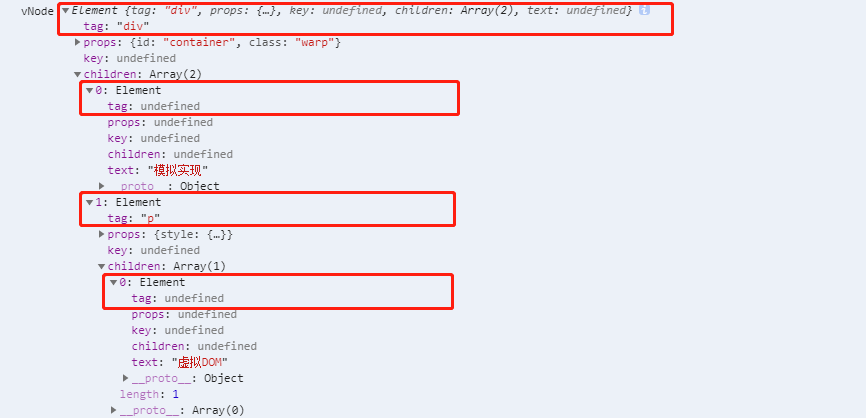 vNode ▼Element {tag: "div", props: {…}, key: undefined, children: Array(2), text: undefined} i
tag: "div"
▶props: {id: "container", class: "warp"}
key: undefined
▼children: Array(2)
▼0: Element
tag: undefined
props: undefined
key: undefined
children: undefined
text: "模拟实现"
▶__proto__: Object
▼1: Element
tag: "p"
▶props: {style: {…}}
key: undefined
▼children: Array(1)
▼0: Element
tag: undefined
props: undefined
key: undefined
children: undefined
text: "虚拟DOM"
▶__proto__: Object
length: 1
▶__proto__: Array(0)